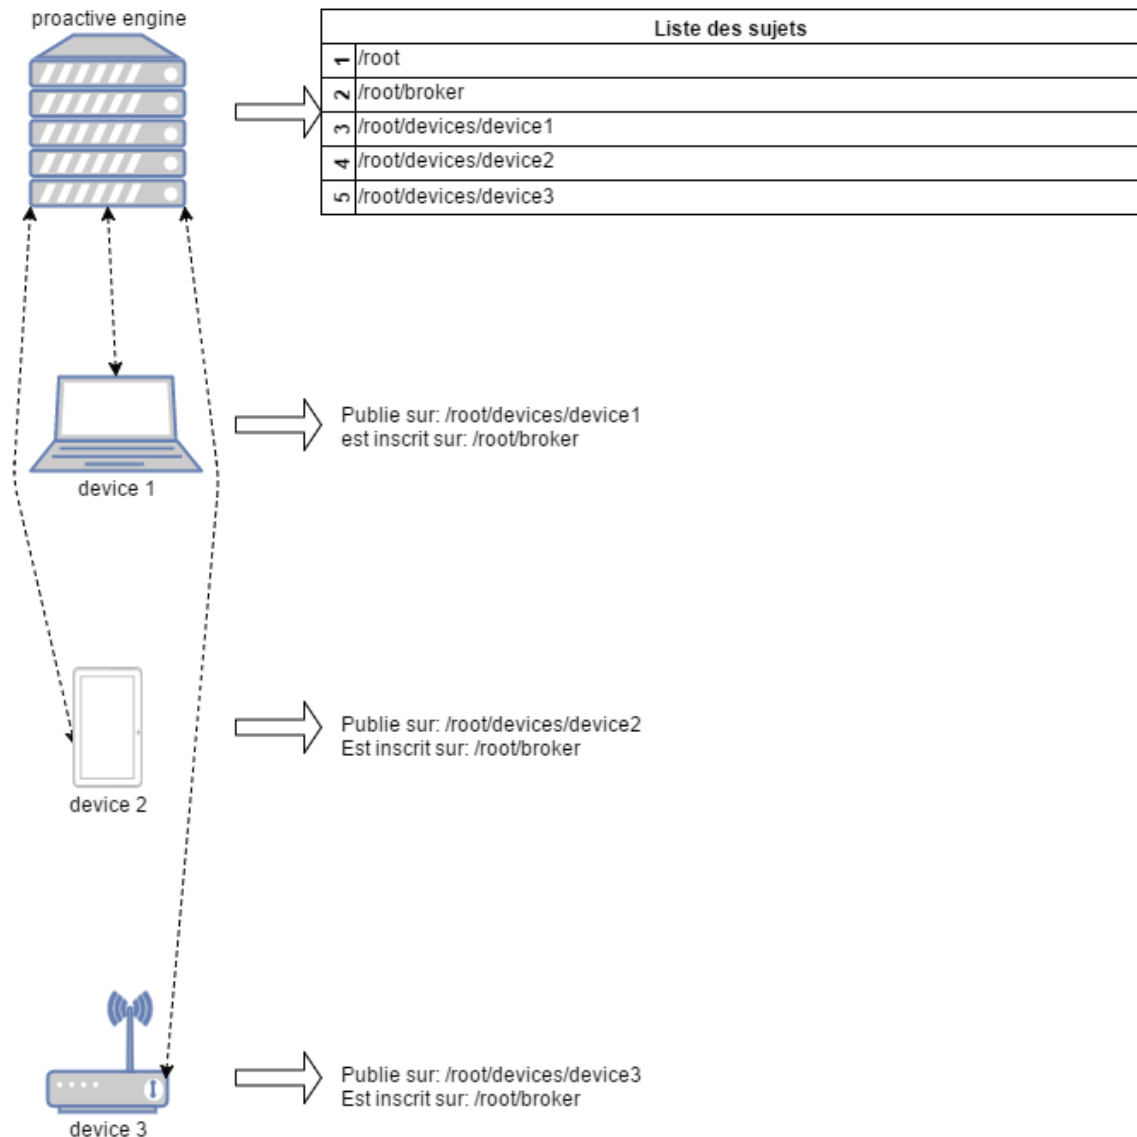 proactive engine
Liste des sujets
1 /root
2 /root/broker
3 /root/devices/device1
4 /root/devices/device2
5 /root/devices/device3
Publie sur: /root/devices/device1
est inscrit sur: /root/broker
device 1
Publie sur: /root/devices/device2
Est inscrit sur: /root/broker
device 2
Publie sur: /root/devices/device3
Est inscrit sur: /root/broker
device 3